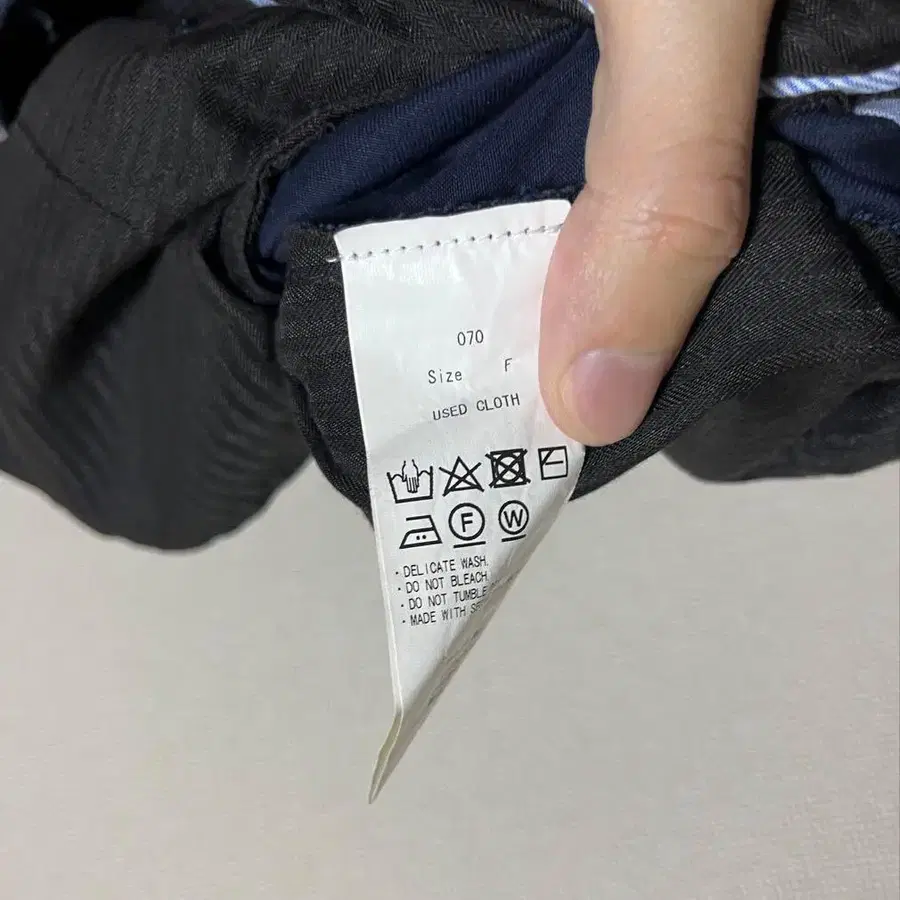 070
Size F
USED CLOTH
F W
· DELICATE WASH.
· DO NOT BLEACH.
· DO NOT TUMBLE
· MADE WITH